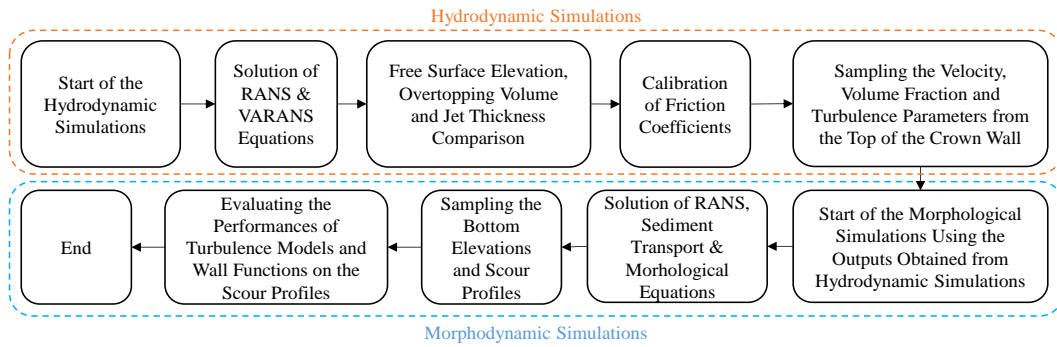 Hydrodynamic Simulations
Start of the
Hydrodynamic
Simulations
Solution of
RANS &
VARANS
Equations
Free Surface Elevation,
Overtopping Volume
and Jet Thickness
Comparison
Calibration
of Friction
Coefficients
Sampling the Velocity,
Volume Fraction and
Turbulence Parameters from
the Top of the Crown Wall
Start of the Morphological
Simulations Using the
Outputs Obtained from
Hydrodynamic Simulations
Solution of RANS,
Sediment
Transport &
Morhological
Equations
Sampling the
Bottom
Elevations
and Scour
Profiles
Evaluating the
Performances of
Turbulence Models and
Wall Functions on the
Scour Profiles
End
Morphodynamic Simulations